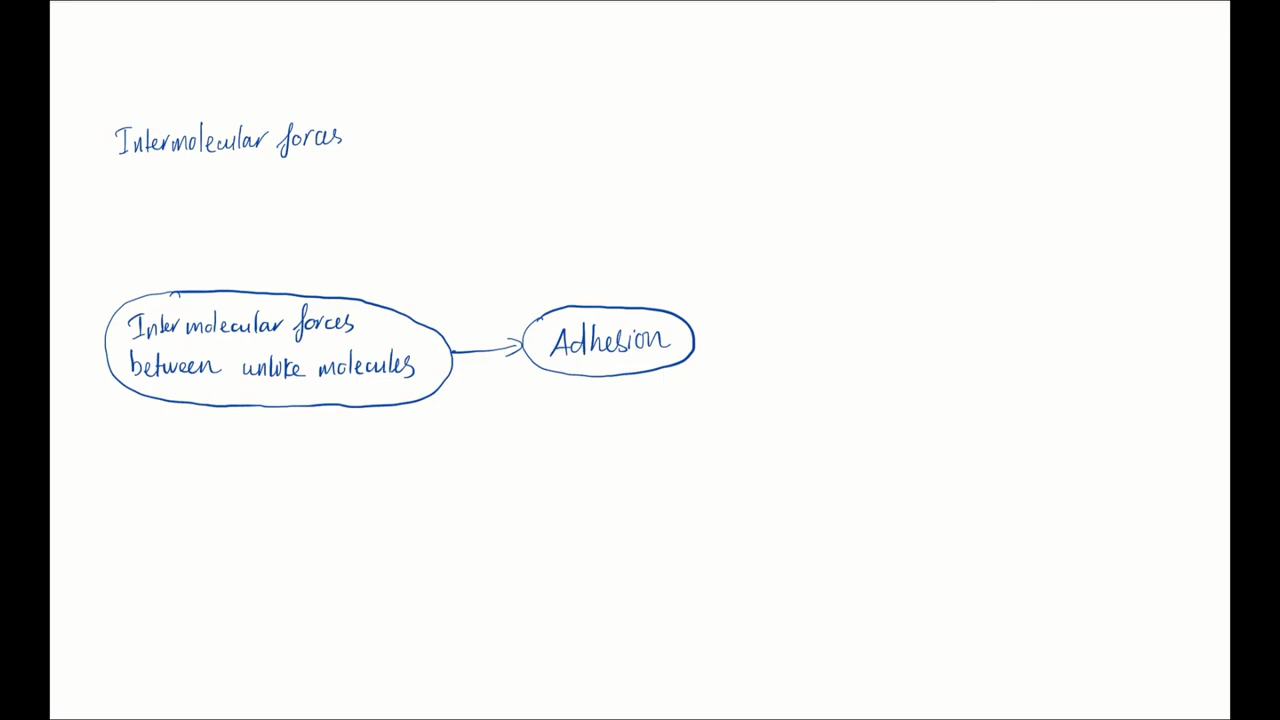 Intermolecular forces
Intermolecular forces
between unlike molecules
Adhesion